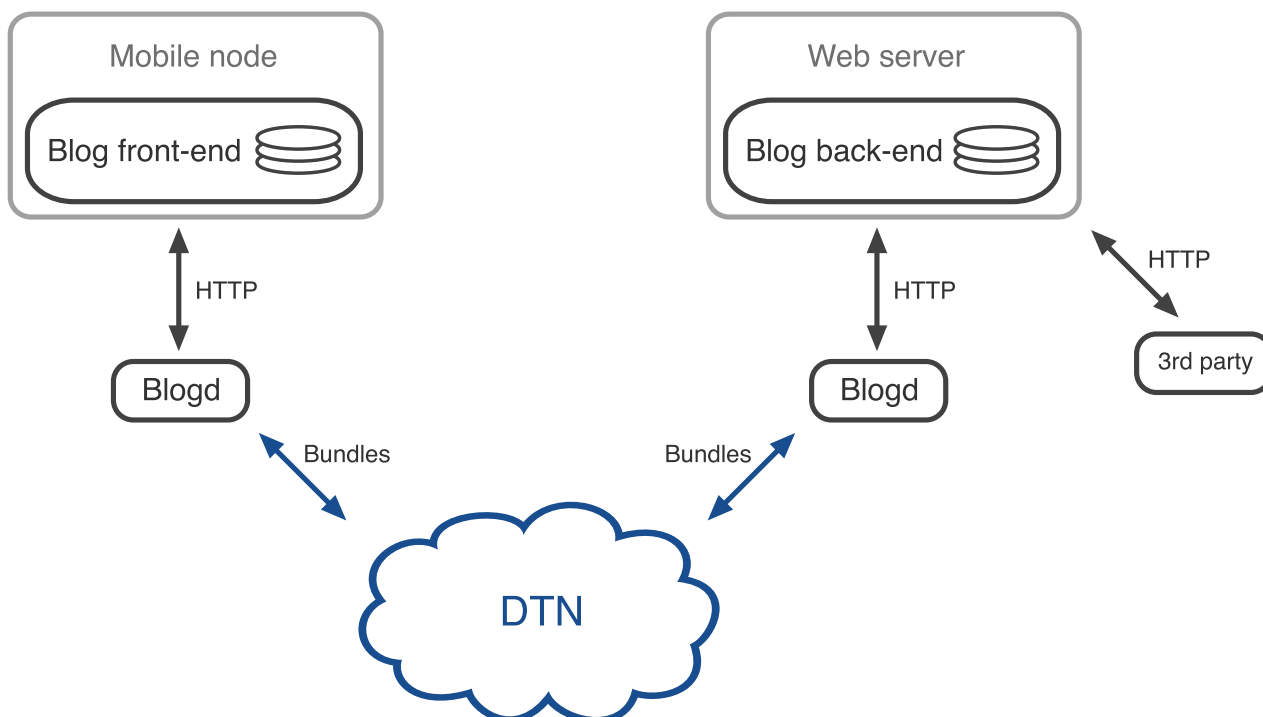 Mobile node
Web server
Blog front-end
Blog back-end
HTTP
HTTP
HTTP
3rd party
Blogd
Blogd
Bundles
Bundles
DTN